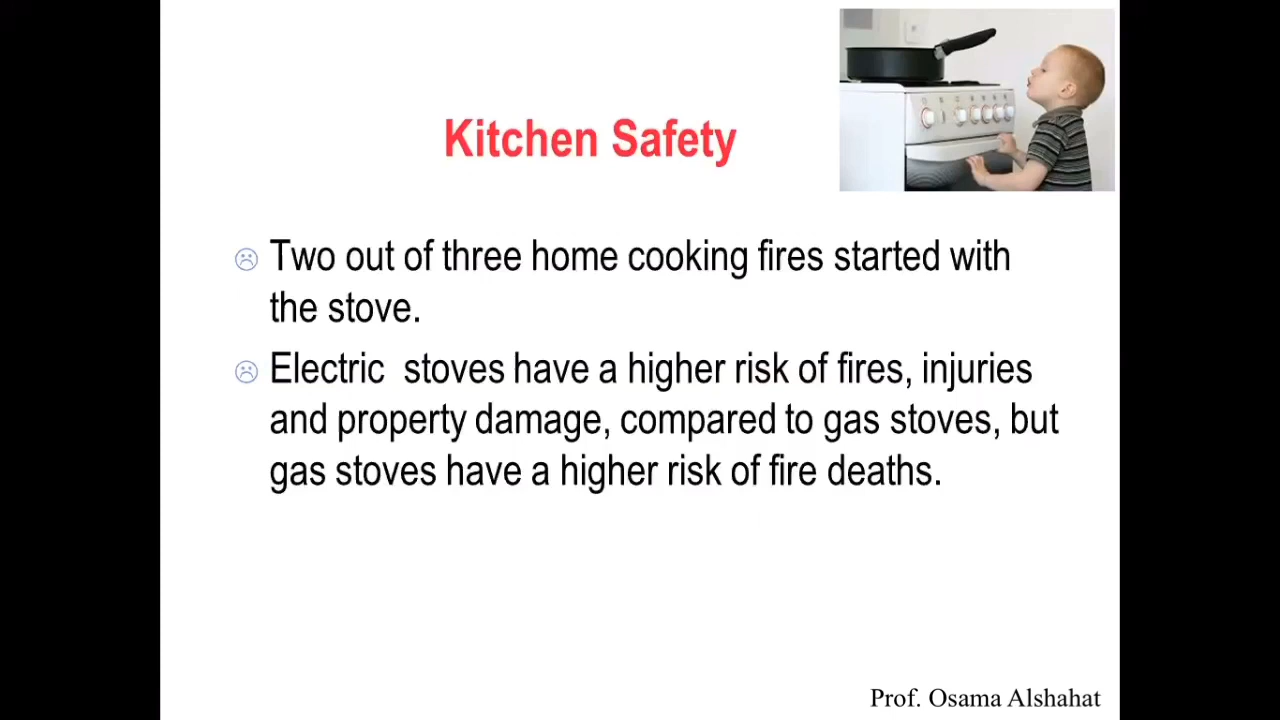 Kitchen Safety
Two out of three home cooking fires started with
the stove.
Electric  stoves have a higher risk of fires, injuries
and property damage, compared to gas stoves, but
gas stoves have a higher risk of fire deaths.
Prof. Osama Alshahat